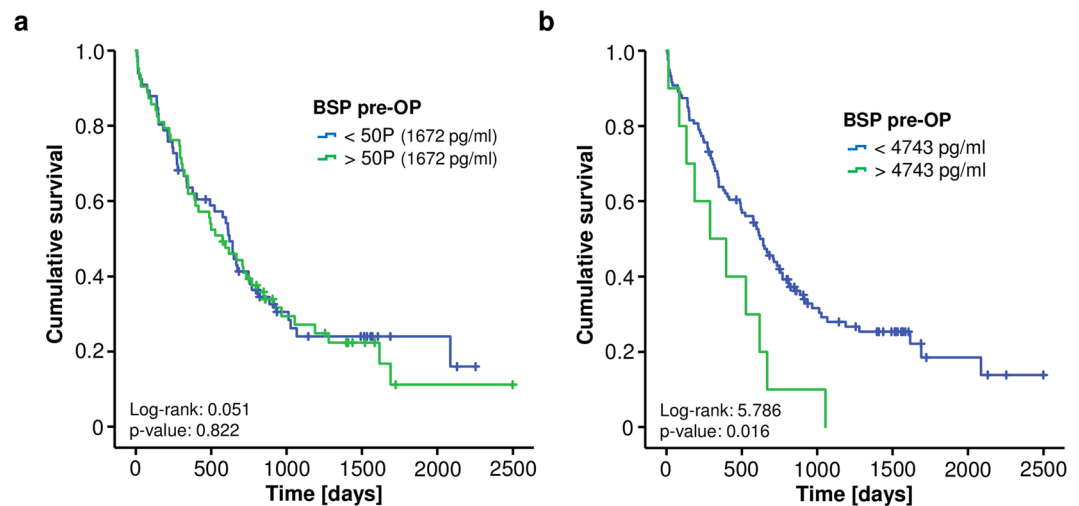 a
BSP pre-OP
< 50P (1672 pg/ml)
> 50P (1672 pg/ml)
Cumulative survival
1.0
0.8
0.6
0.4
0.2
0
Log-rank: 0.051
p-value: 0.822
0 500 1000 1500 2000 2500
Time [days]
b
BSP pre-OP
< 4743 pg/ml
> 4743 pg/ml
Cumulative survival
1.0
0.8
0.6
0.4
0.2
0
Log-rank: 5.786
p-value: 0.016
0 500 1000 1500 2000 2500
Time [days]